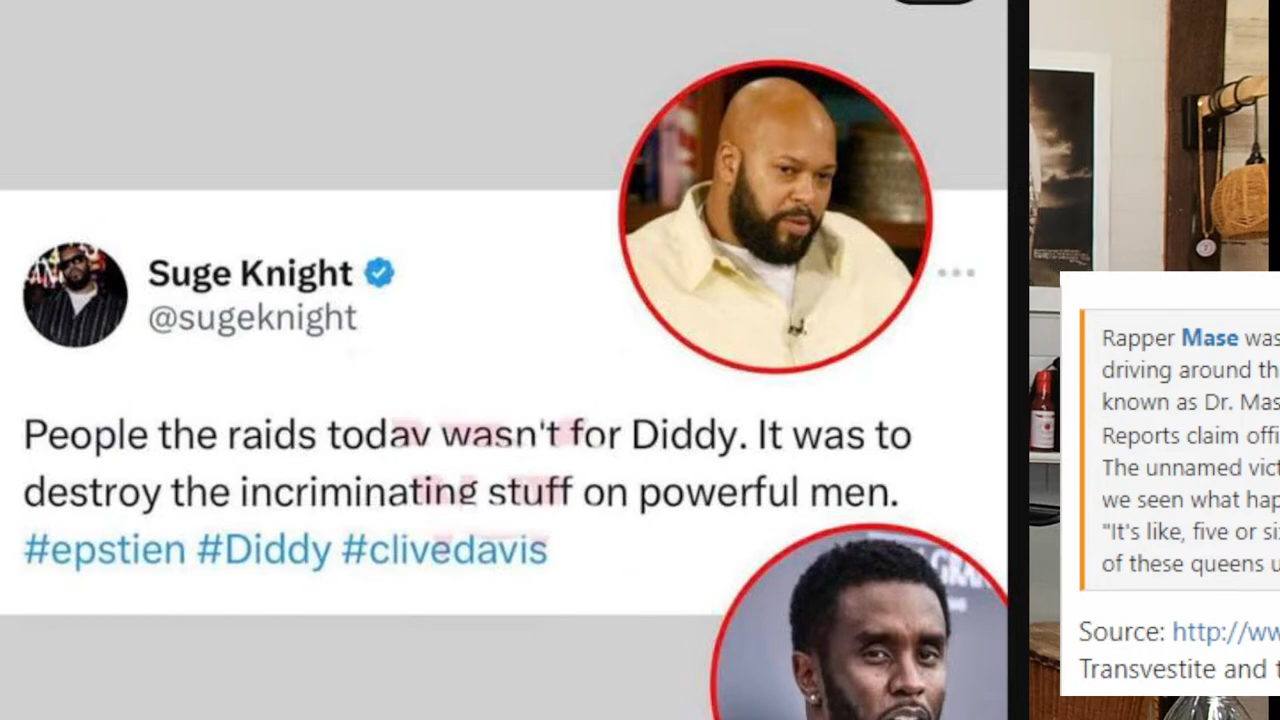 Suge Knight
@sugeknight
People the raids today wasn't for Diddy. It was to
destroy the incriminating stuff on powerful men.
#epstien #Diddy #clivedavis
Rapper Mase was
driving around th
known as Dr. Mas
Reports claim offi
The unnamed vict
we seen what hap
"It's like, five or si
of these queens u
Source: http://ww
Transvestite and t